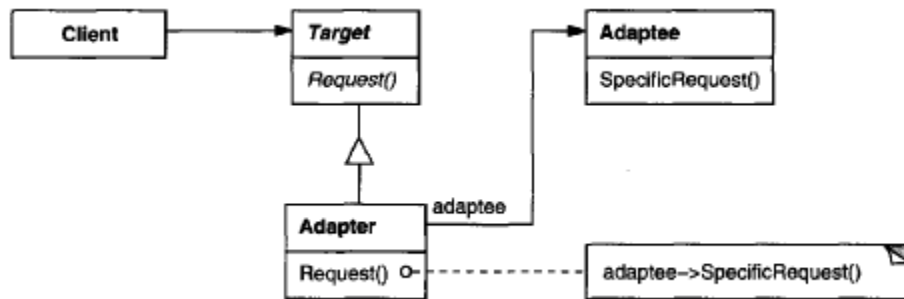 Client
Target
Request()
Adaptee
SpecificRequest()
adaptee
Adapter
Request()
adaptee->SpecificRequest()